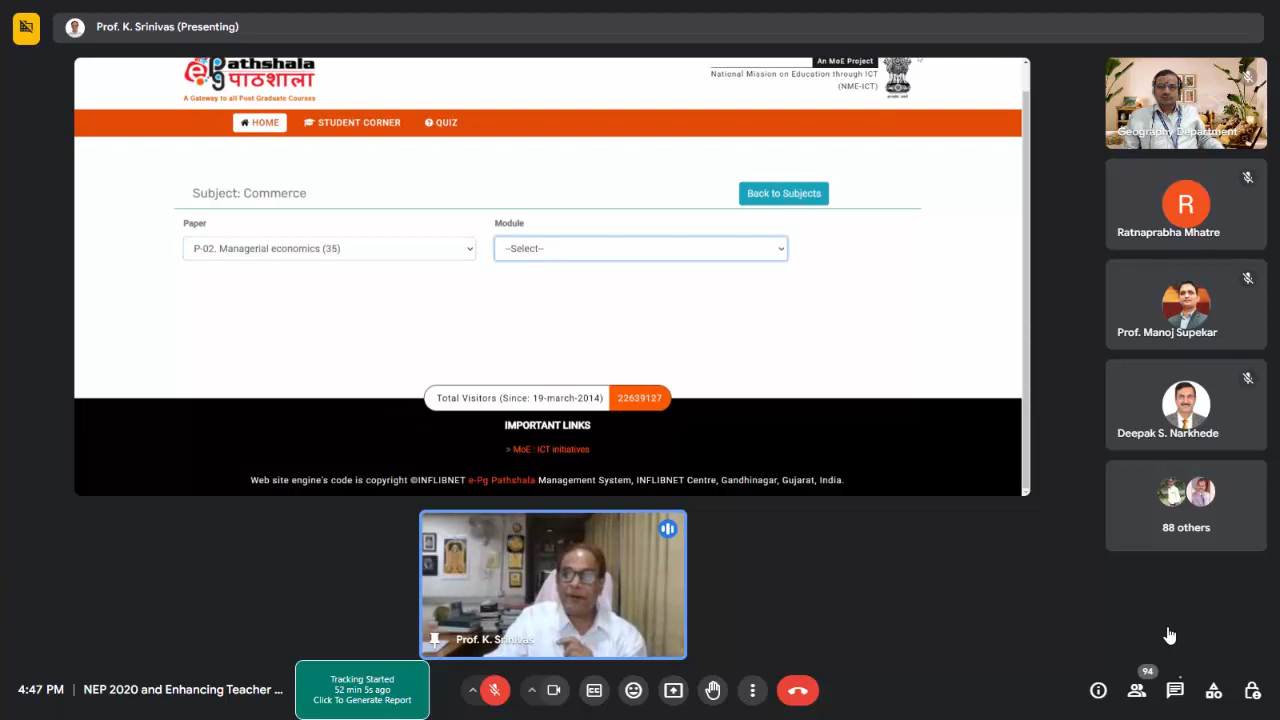 Prof. K. Srinivas (Presenting)
ePathshala
पाठशाला
A Gateway to all Post Graduate Courses
An MoE Project
National Mission on Education through ICT
(NME-ICT)
HOME
STUDENT CORNER
QUIZ
Subject: Commerce
Back to Subjects
Paper
Module
P-02. Managerial economics (35)
--Select--
Total Visitors (Since: 19-march-2014)
22639127
IMPORTANT LINKS
» MoE : ICT initiatives
Web site engine's code is copyright ©INFLIBNET e-Pg Pathshala Management System, INFLIBNET Centre, Gandhinagar, Gujarat, India.
Geography Department
R
Ratnaprabha Mhatre
Prof. Manoj Supekar
Deepak S. Narkhede
88 others
Prof. K. Srinivas
4:47 PM | NEP 2020 and Enhancing Teacher ...
Tracking Started
52 min 5s ago
Click To Generate Report
94